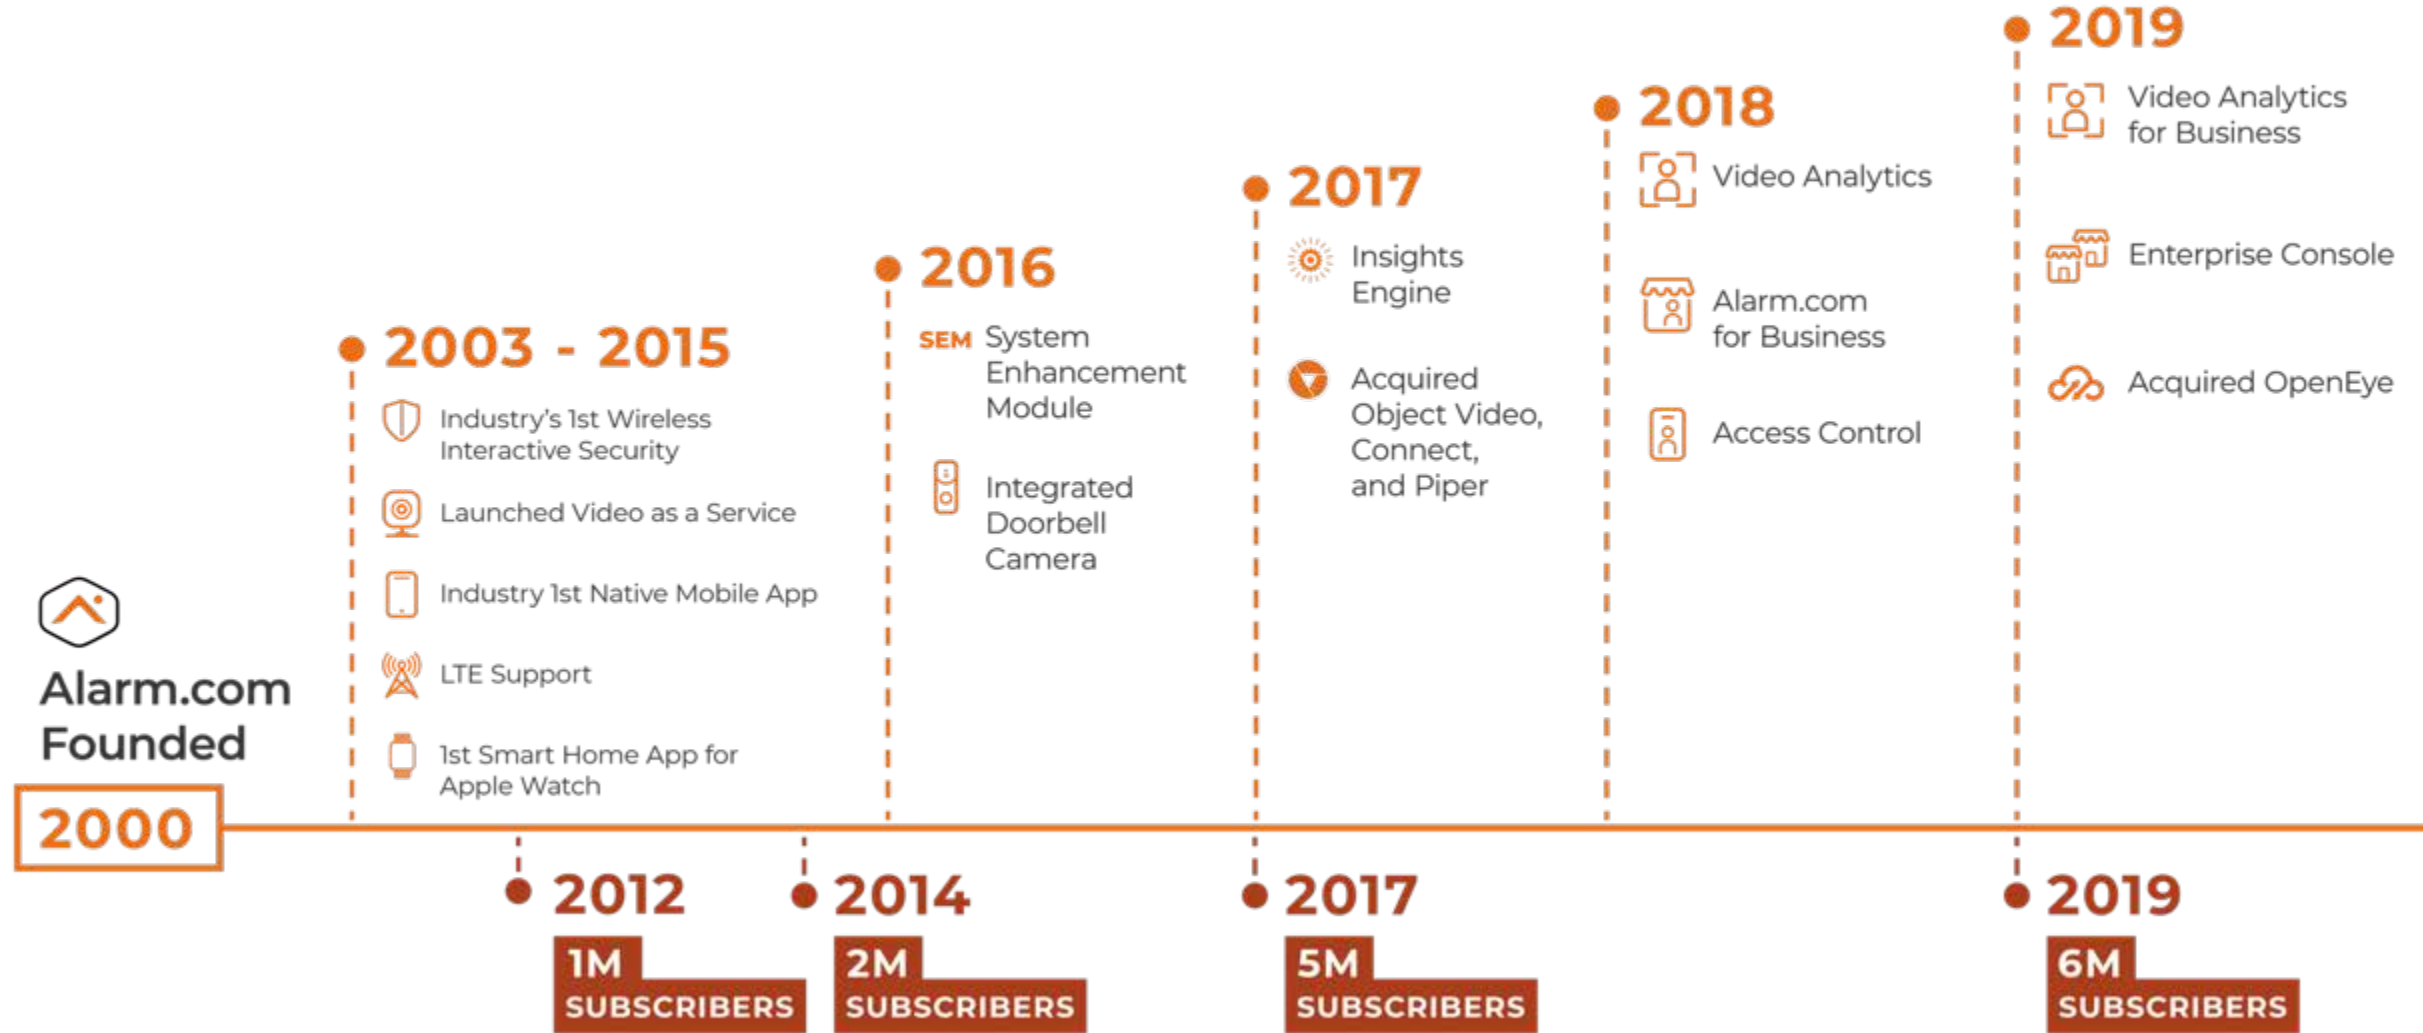 Alarm.com
Founded
2000
2003 - 2015
Industry's 1st Wireless
Interactive Security
Launched Video as a Service
Industry 1st Native Mobile App
LTE Support
1st Smart Home App for
Apple Watch
2016
SEM System
Enhancement
Module
Integrated
Doorbell
Camera
2017
Insights
Engine
Acquired
Object Video,
Connect,
and Piper
2018
Video Analytics
Alarm.com
for Business
Access Control
2019
Video Analytics
for Business
Enterprise Console
Acquired OpenEye
2012
1M
SUBSCRIBERS
2014
2M
SUBSCRIBERS
2017
5M
SUBSCRIBERS
2019
6M
SUBSCRIBERS